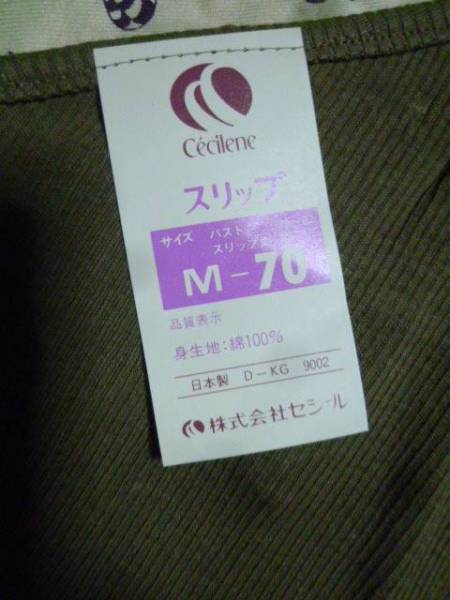 Cécilene
スリップ
サイズ バスト
スリップ
M-70
品質表示
身生地：綿100%
日本製 D-KG 9002
株式会社セシール